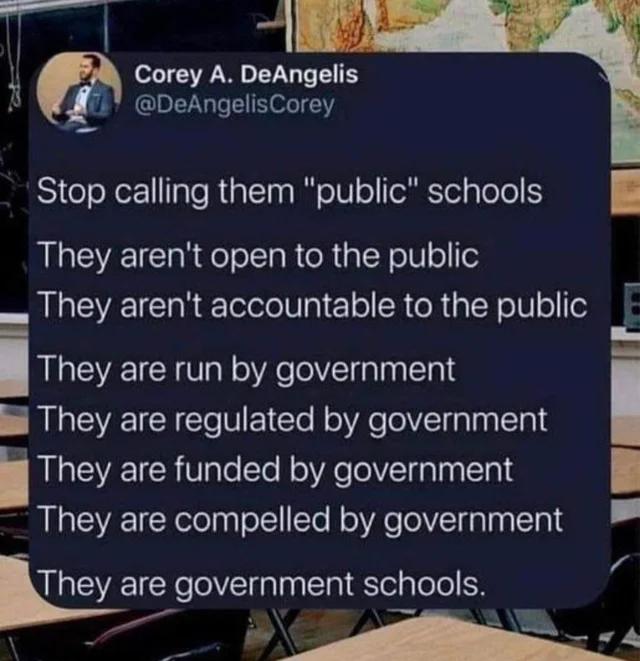 Corey A. DeAngelis
@DeAngelisCorey
Stop calling them "public" schools
They aren't open to the public
They aren't accountable to the public
They are run by government
They are regulated by government
They are funded by government
They are compelled by government
They are government schools.